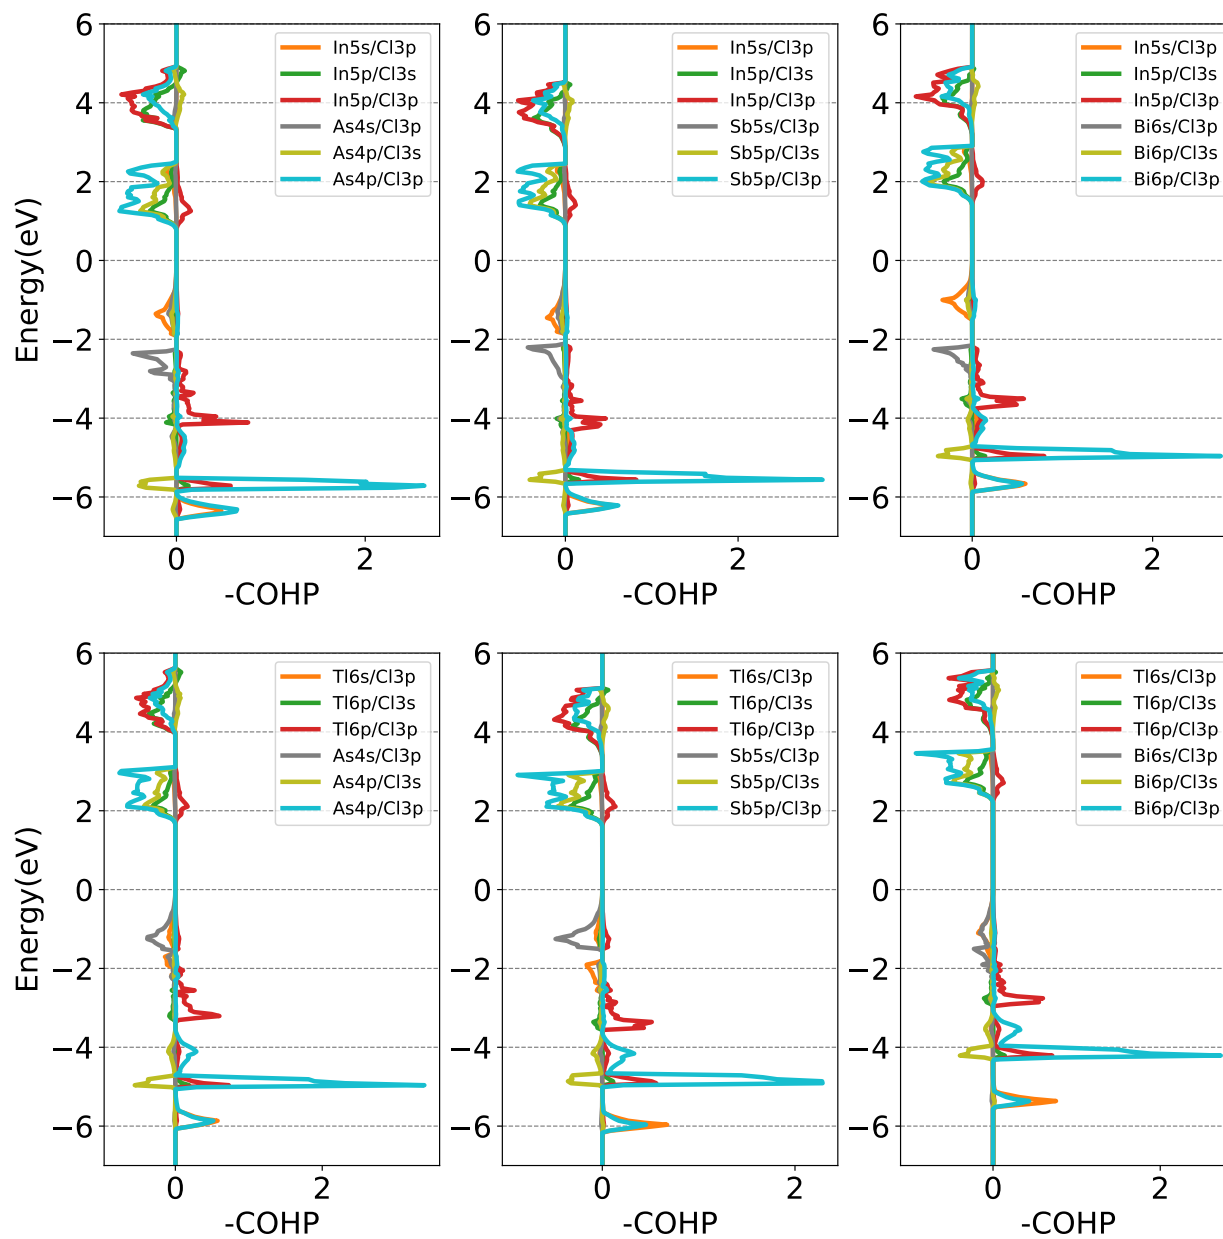 6
4
2
0
−2
−4
−6
Energy(eV)
0
2
-COHP
In5s/Cl3p
In5p/Cl3s
In5p/Cl3p
As4s/Cl3p
As4p/Cl3s
As4p/Cl3p
6
4
2
0
−2
−4
−6
0
2
-COHP
In5s/Cl3p
In5p/Cl3s
In5p/Cl3p
Sb5s/Cl3p
Sb5p/Cl3s
Sb5p/Cl3p
6
4
2
0
−2
−4
−6
0
2
-COHP
In5s/Cl3p
In5p/Cl3s
In5p/Cl3p
Bi6s/Cl3p
Bi6p/Cl3s
Bi6p/Cl3p
6
4
2
0
−2
−4
−6
Energy(eV)
0
2
-COHP
Tl6s/Cl3p
Tl6p/Cl3s
Tl6p/Cl3p
As4s/Cl3p
As4p/Cl3s
As4p/Cl3p
6
4
2
0
−2
−4
−6
0
2
-COHP
Tl6s/Cl3p
Tl6p/Cl3s
Tl6p/Cl3p
Sb5s/Cl3p
Sb5p/Cl3s
Sb5p/Cl3p
6
4
2
0
−2
−4
−6
0
2
-COHP
Tl6s/Cl3p
Tl6p/Cl3s
Tl6p/Cl3p
Bi6s/Cl3p
Bi6p/Cl3s
Bi6p/Cl3p